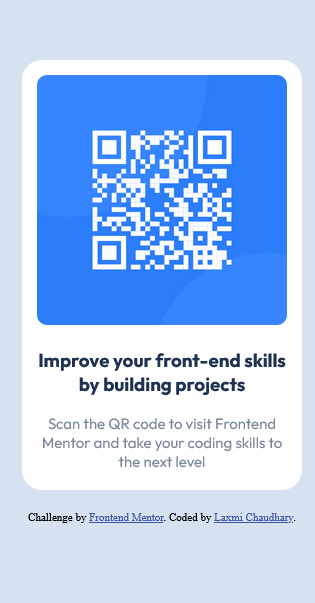 Improve your front-end skills
by building projects
Scan the QR code to visit Frontend
Mentor and take your coding skills to
the next level
Challenge by Frontend Mentor. Coded by Laxmi Chaudhary.